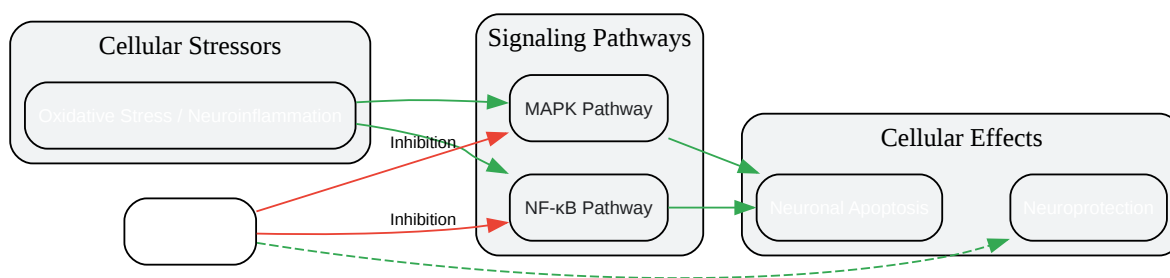 Cellular Stressors
Oxidative Stress / Neuroinflammation
Signaling Pathways
MAPK Pathway
NF-κB Pathway
Inhibition
Inhibition
Cellular Effects
Neuronal Apoptosis
Neuroprotection